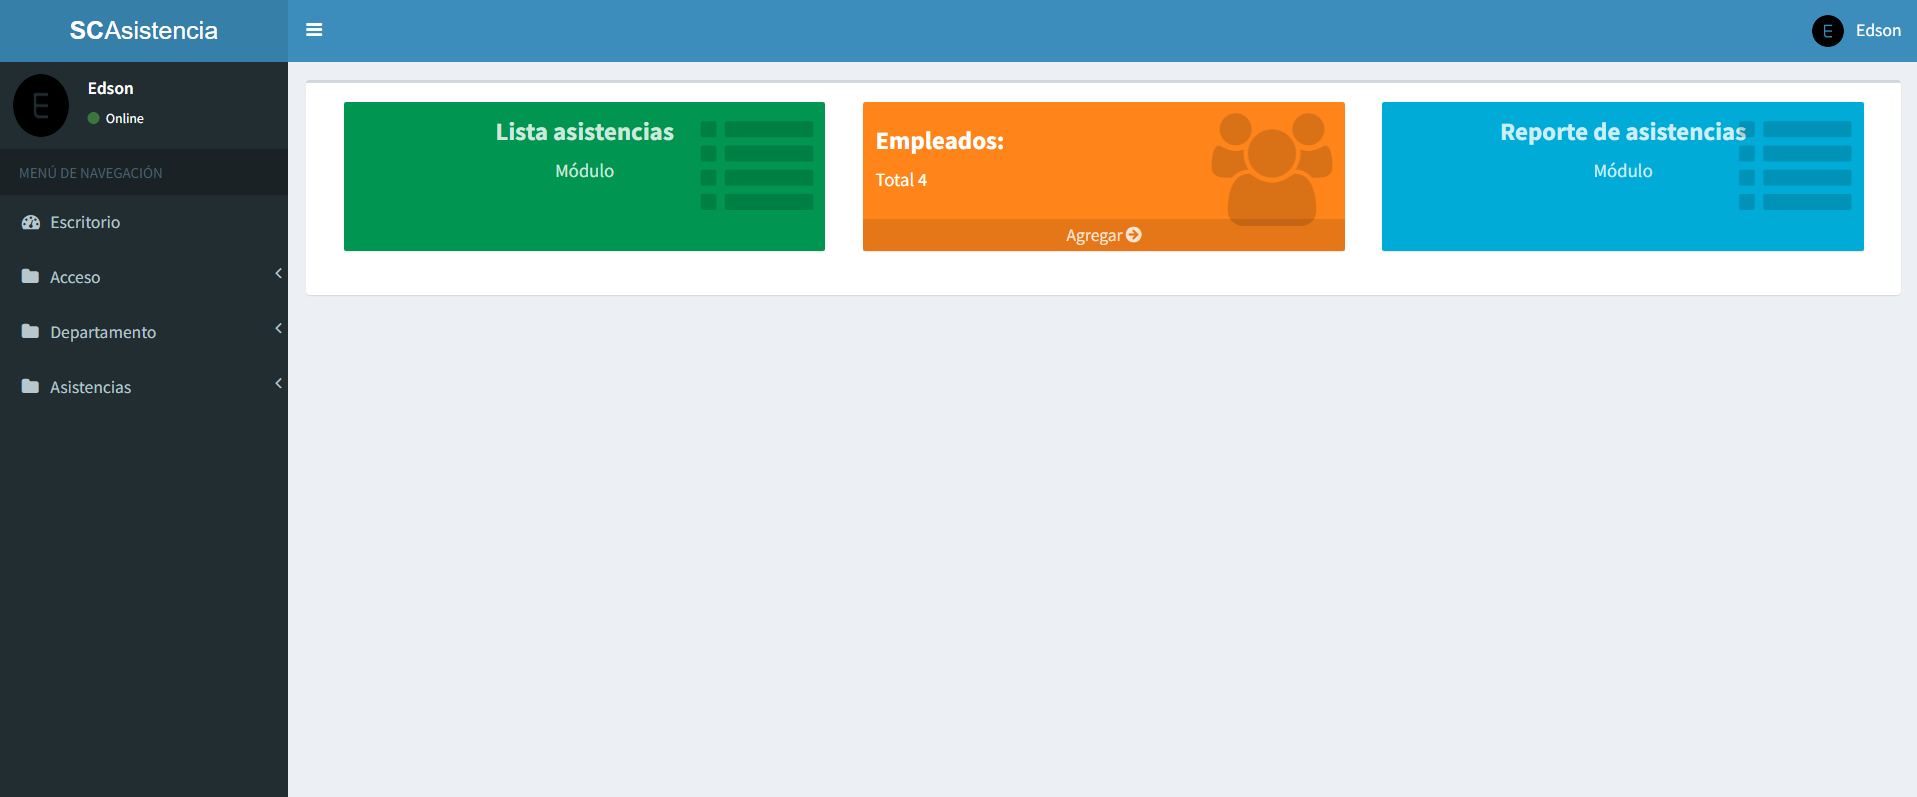 SCAsistencia
Edson
E
Edson
Online
E
MENÚ DE NAVEGACIÓN
Escritorio
Acceso
Departamento
Asistencias
Lista asistencias
Módulo
Empleados:
Total 4
Agregar
Reporte de asistencias
Módulo